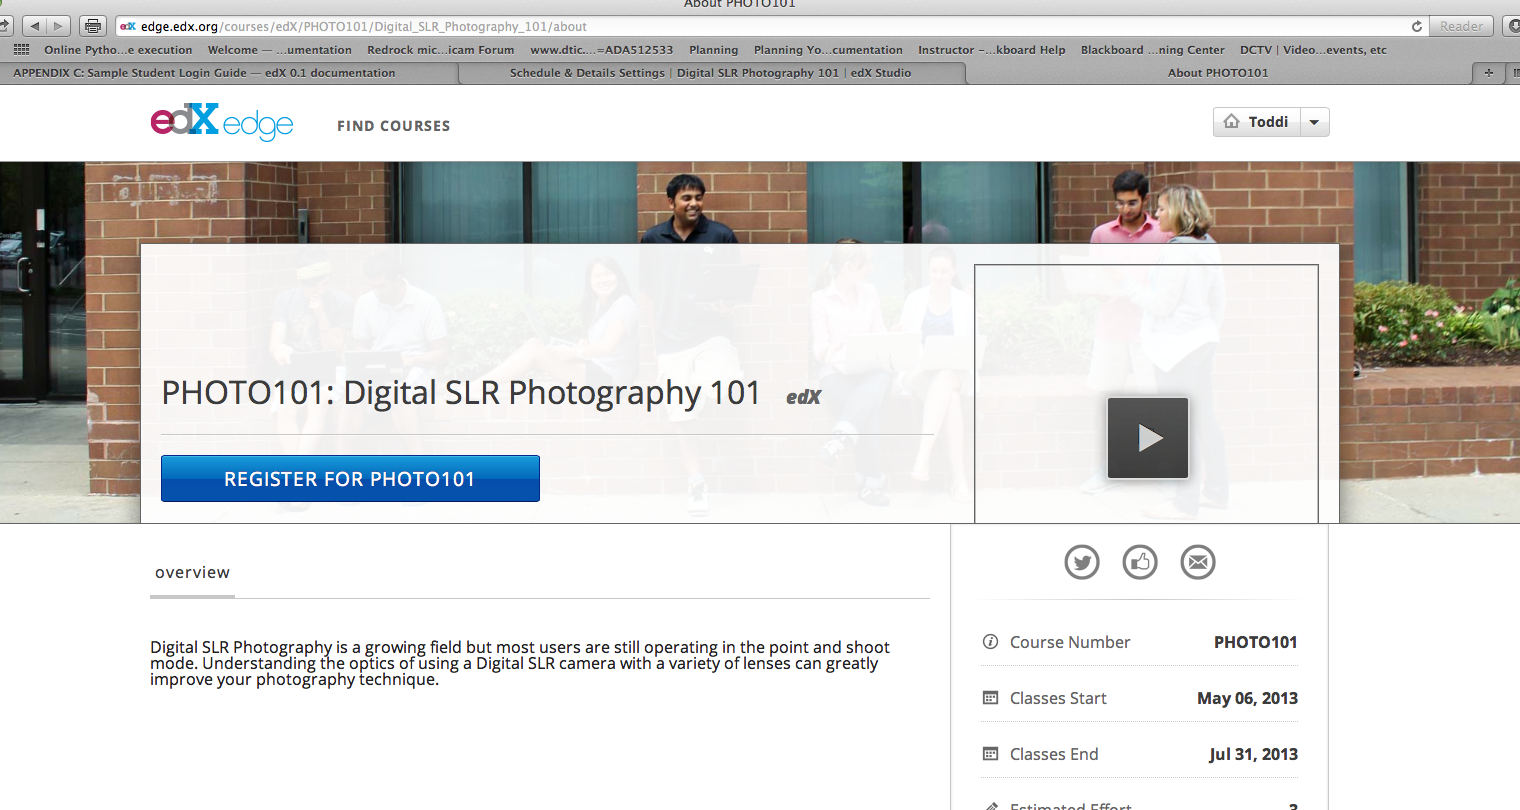 About PHOTO101
edX edge.edx.org/courses/edX/PHOTO101/Digital_SLR_Photography_101/about
Reader
Online Pytho...e execution Welcome — ...umentation Redrock mic...icam Forum www.dtic....=ADA512533 Planning Planning Yo...cumentation Instructor -...kboard Help Blackboard ...ning Center DCTV | Video...events, etc
APPENDIX C: Sample Student Login Guide — edX 0.1 documentation Schedule & Details Settings | Digital SLR Photography 101 | edX Studio About PHOTO101
edX edge FIND COURSES Toddi
PHOTO101: Digital SLR Photography 101 edX
REGISTER FOR PHOTO101
overview
Digital SLR Photography is a growing field but most users are still operating in the point and shoot
mode. Understanding the optics of using a Digital SLR camera with a variety of lenses can greatly
improve your photography technique.
Course Number PHOTO101
Classes Start May 06, 2013
Classes End Jul 31, 2013
Estimated Effort 3